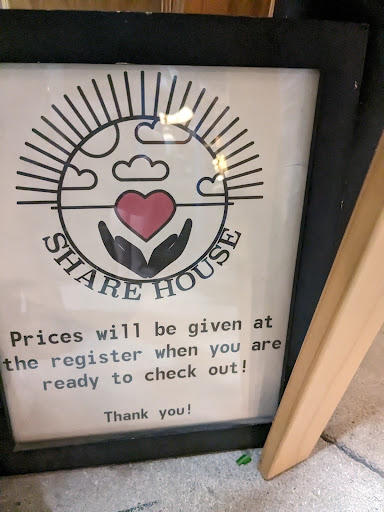 SHARE HOUSE
Prices will be given at
the register when you are
ready to check out!
Thank you!